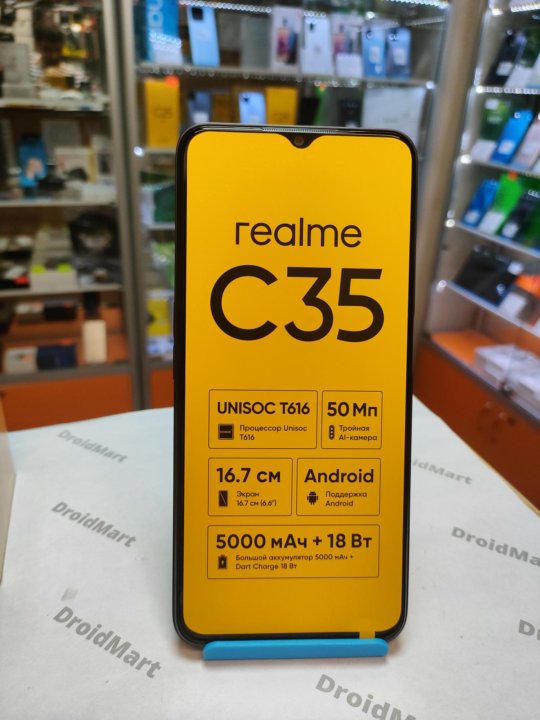 realme
C35
UNISOC T616
Процессор Unisoc
T616
50 Мп
Тройная
AI-камера
16.7 см
Экран
16.7 см (6.6")
Android
Поддержка
Android
5000 мАч + 18 Вт
Большой аккумулятор 5000 мАч +
Dart Charge 18 Вт
DroidMart
DroidMart
DroidMart
DroidMart
DroidMart